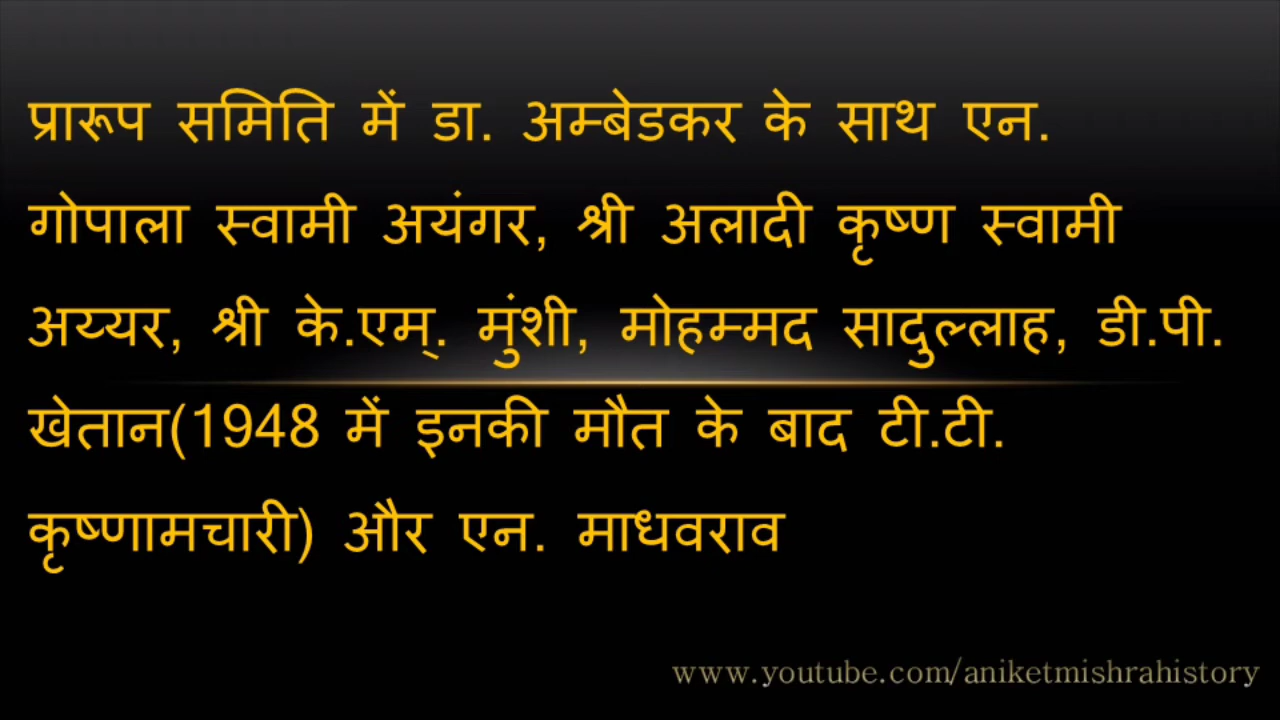 प्रारूप समिति में डा. अम्बेडकर के साथ एन.
गोपाला स्वामी अयंगर, श्री अलादी कृष्ण स्वामी
अय्यर, श्री के.एम्. मुंशी, मोहम्मद सादुल्लाह, डी.पी.
खेतान(1948 में इनकी मौत के बाद टी.टी.
कृष्णामचारी) और एन. माधवराव
www.youtube.com/aniketmishrahistory